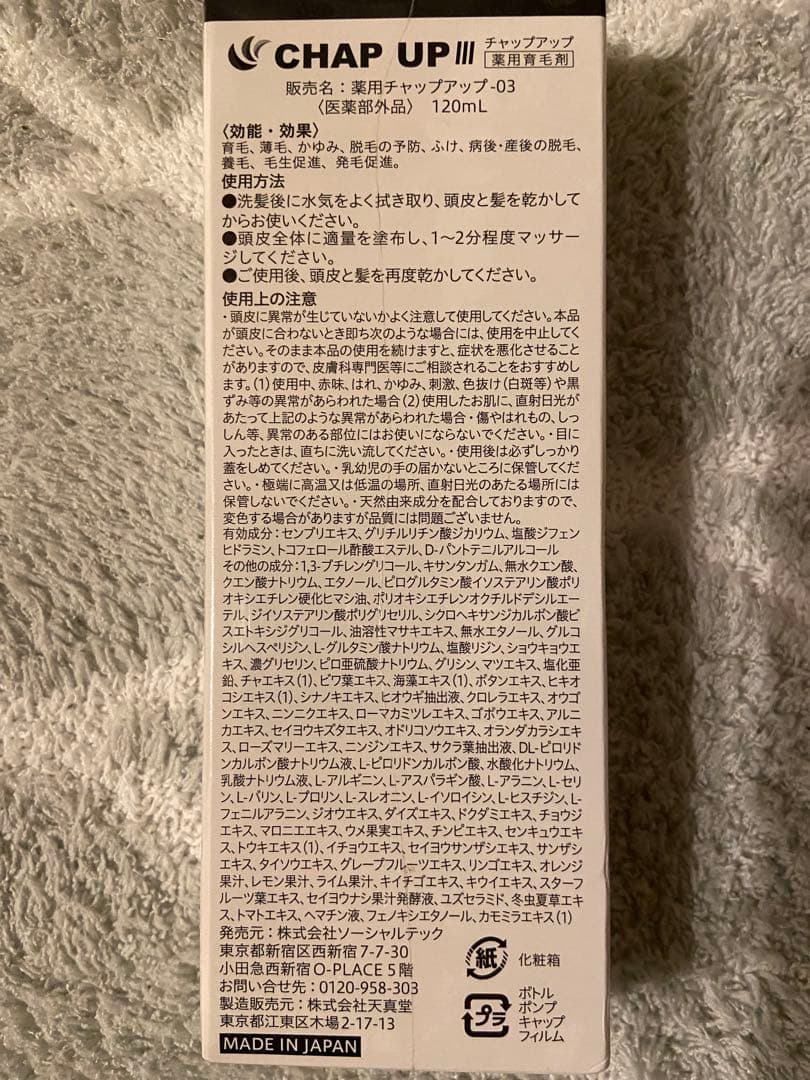 CHAP UP III チャップアップ 薬用育毛剤
販売名：薬用チャップアップ-03
〈医薬部外品〉 120mL
〈効能・効果〉
育毛、薄毛、かゆみ、脱毛の予防、ふけ、病後・産後の脱毛、
養毛、毛生促進、発毛促進。
使用方法
●洗髪後に水気をよく拭き取り、頭皮と髪を乾かして
からお使いください。
●頭皮全体に適量を塗布し、1〜2分程度マッサー
ジしてください。
●ご使用後、頭皮と髪を再度乾かしてください。
使用上の注意
・頭皮に異常が生じていないかよく注意して使用してください。本品
が頭皮に合わないとき即ち次のような場合には、使用を中止してく
ださい。そのまま本品の使用を続けますと、症状を悪化させること
がありますので、皮膚科専門医等にご相談されることをおすすめし
ます。(1)使用中、赤味、はれ、かゆみ、刺激、色抜け(白斑等)や黒
ずみ等の異常があらわれた場合(2)使用したお肌に、直射日光が
あたって上記のような異常があらわれた場合・傷やはれもの、しっ
しん等、異常のある部位にはお使いにならないでください。・目に
入ったときは、直ちに洗い流してください。・使用後は必ずしっかり
蓋をしめてください。・乳幼児の手の届かないところに保管してくだ
さい。・極端に高温又は低温の場所、直射日光のあたる場所には
保管しないでください。・天然由来成分を配合しておりますので、
変色する場合がありますが品質には問題ございません。
有効成分：センブリエキス、グリチルリチン酸ジカリウム、塩酸ジフェン
ヒドラミン、トコフェロール酢酸エステル、D-パントテニルアルコール
その他の成分：1,3-ブチレングリコール、キサンタンガム、無水クエン酸、
クエン酸ナトリウム、エタノール、ピログルタミン酸イソステアリン酸ポリ
オキシエチレン硬化ヒマシ油、ポリオキシエチレンオクチルドデシルエー
テル、ジイソステアリン酸ポリグリセリル、シクロヘキサンジカルボン酸ビ
スエトキシジグリコール、油溶性マサキエキス、無水エタノール、グルコ
シルヘスペリジン、L-グルタミン酸ナトリウム、塩酸リジン、ショウキョウエ
キス、濃グリセリン、ピロ亜硫酸ナトリウム、グリシン、マツエキス、塩化亜
鉛、チャエキス(1)、ビワ葉エキス、海藻エキス(1)、ボタンエキス、ヒキオ
コシエキス(1)、シナノキエキス、ヒオウギ抽出液、クロレラエキス、オウゴ
ンエキス、ニンニクエキス、ローマカミツレエキス、ゴボウエキス、アルニ
カエキス、セイヨウキズタエキス、オドリコソウエキス、オランダカラシエキ
ス、ローズマリーエキス、ニンジンエキス、サクラ葉抽出液、DL-ピロリド
ンカルボン酸ナトリウム液、L-ピロリドンカルボン酸、水酸化ナトリウム、
乳酸ナトリウム液、L-アルギニン、L-アスパラギン酸、L-アラニン、L-セリ
ン、L-バリン、L-プロリン、L-スレオニン、L-イソロイシン、L-ヒスチジン、L-
フェニルアラニン、ジオウエキス、ダイズエキス、ドクダミエキス、チョウジ
エキス、マロニエエキス、ウメ果実エキス、チンピエキス、センキュウエキ
ス、トウキエキス(1)、イチョウエキス、セイヨウサンザシエキス、サンザシ
エキス、タイソウエキス、グレープフルーツエキス、リンゴエキス、オレンジ
果汁、レモン果汁、ライム果汁、キイチゴエキス、キウイエキス、スターフ
ルーツ葉エキス、セイヨウナシ果汁発酵液、ユズセラミド、冬虫夏草エキ
ス、トマトエキス、ヘマチン液、フェノキシエタノール、カモミラエキス(1)
発売元：株式会社ソーシャルテック
東京都新宿区西新宿7-7-30
小田急西新宿O-PLACE 5階
お問い合せ先：0120-958-303
製造販売元：株式会社天真堂
東京都江東区木場2-17-13
MADE IN JAPAN
紙 化粧箱
プラ ボトル
ポンプ
キャップ
フィルム